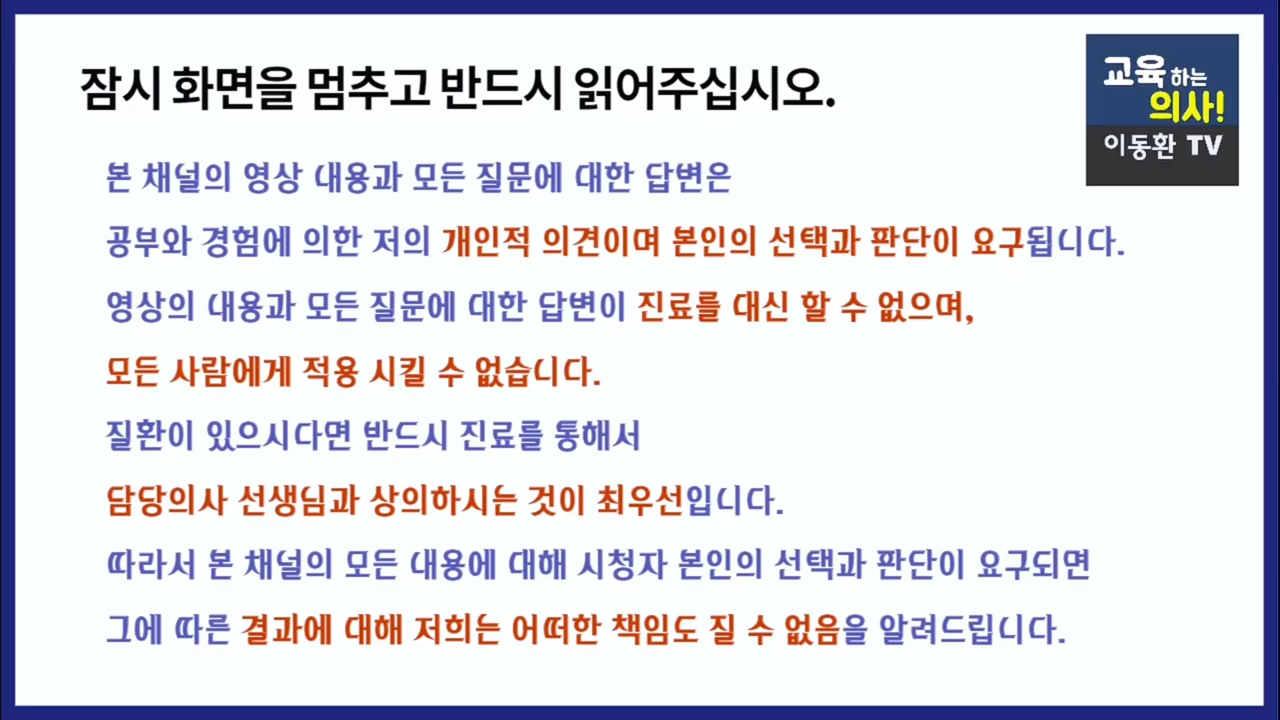 잠시 화면을 멈추고 반드시 읽어주십시오.
교육하는
의사!
이동환 TV
본 채널의 영상 내용과 모든 질문에 대한 답변은
공부와 경험에 의한 저의 개인적 의견이며 본인의 선택과 판단이 요구됩니다.
영상의 내용과 모든 질문에 대한 답변이 진료를 대신 할 수 없으며,
모든 사람에게 적용 시킬 수 없습니다.
질환이 있으시다면 반드시 진료를 통해서
담당의사 선생님과 상의하시는 것이 최우선입니다.
따라서 본 채널의 모든 내용에 대해 시청자 본인의 선택과 판단이 요구되면
그에 따른 결과에 대해 저희는 어떠한 책임도 질 수 없음을 알려드립니다.